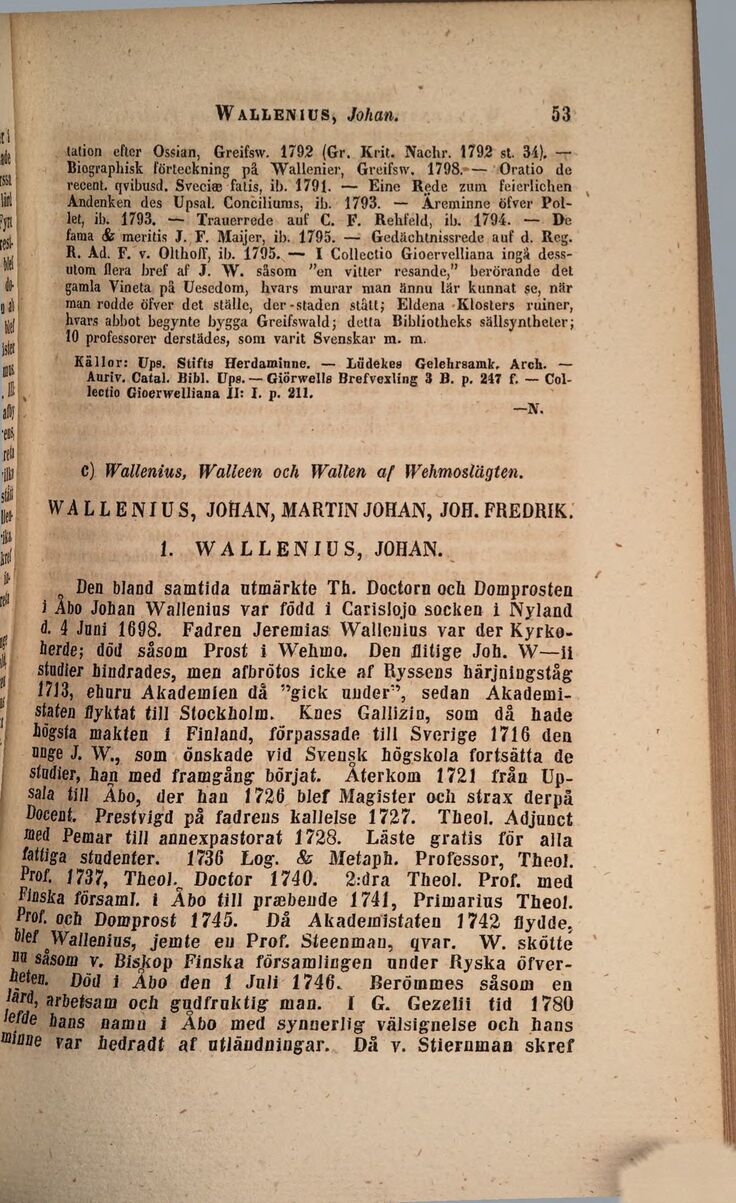 WALLENIUS, Johan. 53
tation efter Ossian, Greifsw. 1792 (Gr. Krit. Nachr. 1792 st. 34). —
Biographisk förteckning på Wallenier, Greifsw. 1798. — Oratio de
recent. qvibusd. Sveciæ fatis, ib. 1791. — Eine Rede zum feierlichen
Andenken des Upsal. Conciliums, ib. 1793. — Äreminne öfver Pol-
let, ib. 1793. — Trauerrede auf C. F. Rehfeld, ib. 1794. — De
fama & meritis J. F. Maijer, ib. 1795. — Gedächtnissrede auf d. Reg.
R. Ad. F. v. Olthoff, ib. 1795. — I Collectio Gioervelliana ingå dess-
utom flera bref af J. W. såsom "en vitter resande," berörande det
gamla Vineta på Uesedom, hvars murar man ännu lär kunnat se, när
man rodde öfver det ställe, der staden stått; Eldena Klosters ruiner,
hvars abbot begynte bygga Greifswald; detta Bibliotheks sällsyntheter;
10 professorer derstädes, som varit Svenskar m. m.
Källor: Ups. Stifts Herdaminne. — Lüdekes Gelehrsamk. Arch. —
Auriv. Catal. Bibl. Ups. — Giörwells Brefvexling 3 B. p. 247 f. — Col-
lectio Gioerwelliana II: I. p. 211.
—N.
c) Wallenius, Walleen och Wallen af Wehmoslägten.
WALLENIUS, JOHAN, MARTIN JOHAN, JOH. FREDRIK.
1. WALLENIUS, JOHAN.
Den bland samtida utmärkte Th. Doctorn och Domprosten
i Åbo Johan Wallenius var född i Carislojo socken i Nyland
d. 4 Juni 1698. Fadren Jeremias Wallenius var der Kyrko-
herde; död såsom Prost i Wehmo. Den flitige Joh. W—ii
studier hindrades, men afbrötos icke af Ryssens härjningståg
1713, ehuru Akademien då "gick under", sedan Akademi-
staten flyktat till Stockholm. Knes Gallizin, som då hade
högsta makten i Finland, förpassade till Sverige 1716 den
unge J. W., som önskade vid Svensk högskola fortsätta de
studier, han med framgång börjat. Återkom 1721 från Up-
sala till Åbo, der han 1726 blef Magister och strax derpå
Docent. Prestvigd på fadrens kallelse 1727. Theol. Adjunct
med Pemar till annexpastorat 1728. Läste gratis för alla
fattiga studenter. 1736 Log. & Metaph. Professor, Theol.
Prof. 1737, Theol. Doctor 1740. 2:dra Theol. Prof. med
Finska församl. i Åbo till præbende 1741, Primarius Theol.
Prof. och Domprost 1745. Då Akademistaten 1742 flydde,
blef Wallenius, jemte en Prof. Steenman, qvar. W. skötte
nu såsom v. Biskop Finska församlingen under Ryska öfver-
heten. Död i Åbo den 1 Juli 1746. Berömmes såsom en
lärd, arbetsam och gudfruktig man. I G. Gezelii tid 1780
lefde hans namn i Åbo med synnerlig välsignelse och hans
minne var hedradt af utländningar. Då v. Stiernman skref